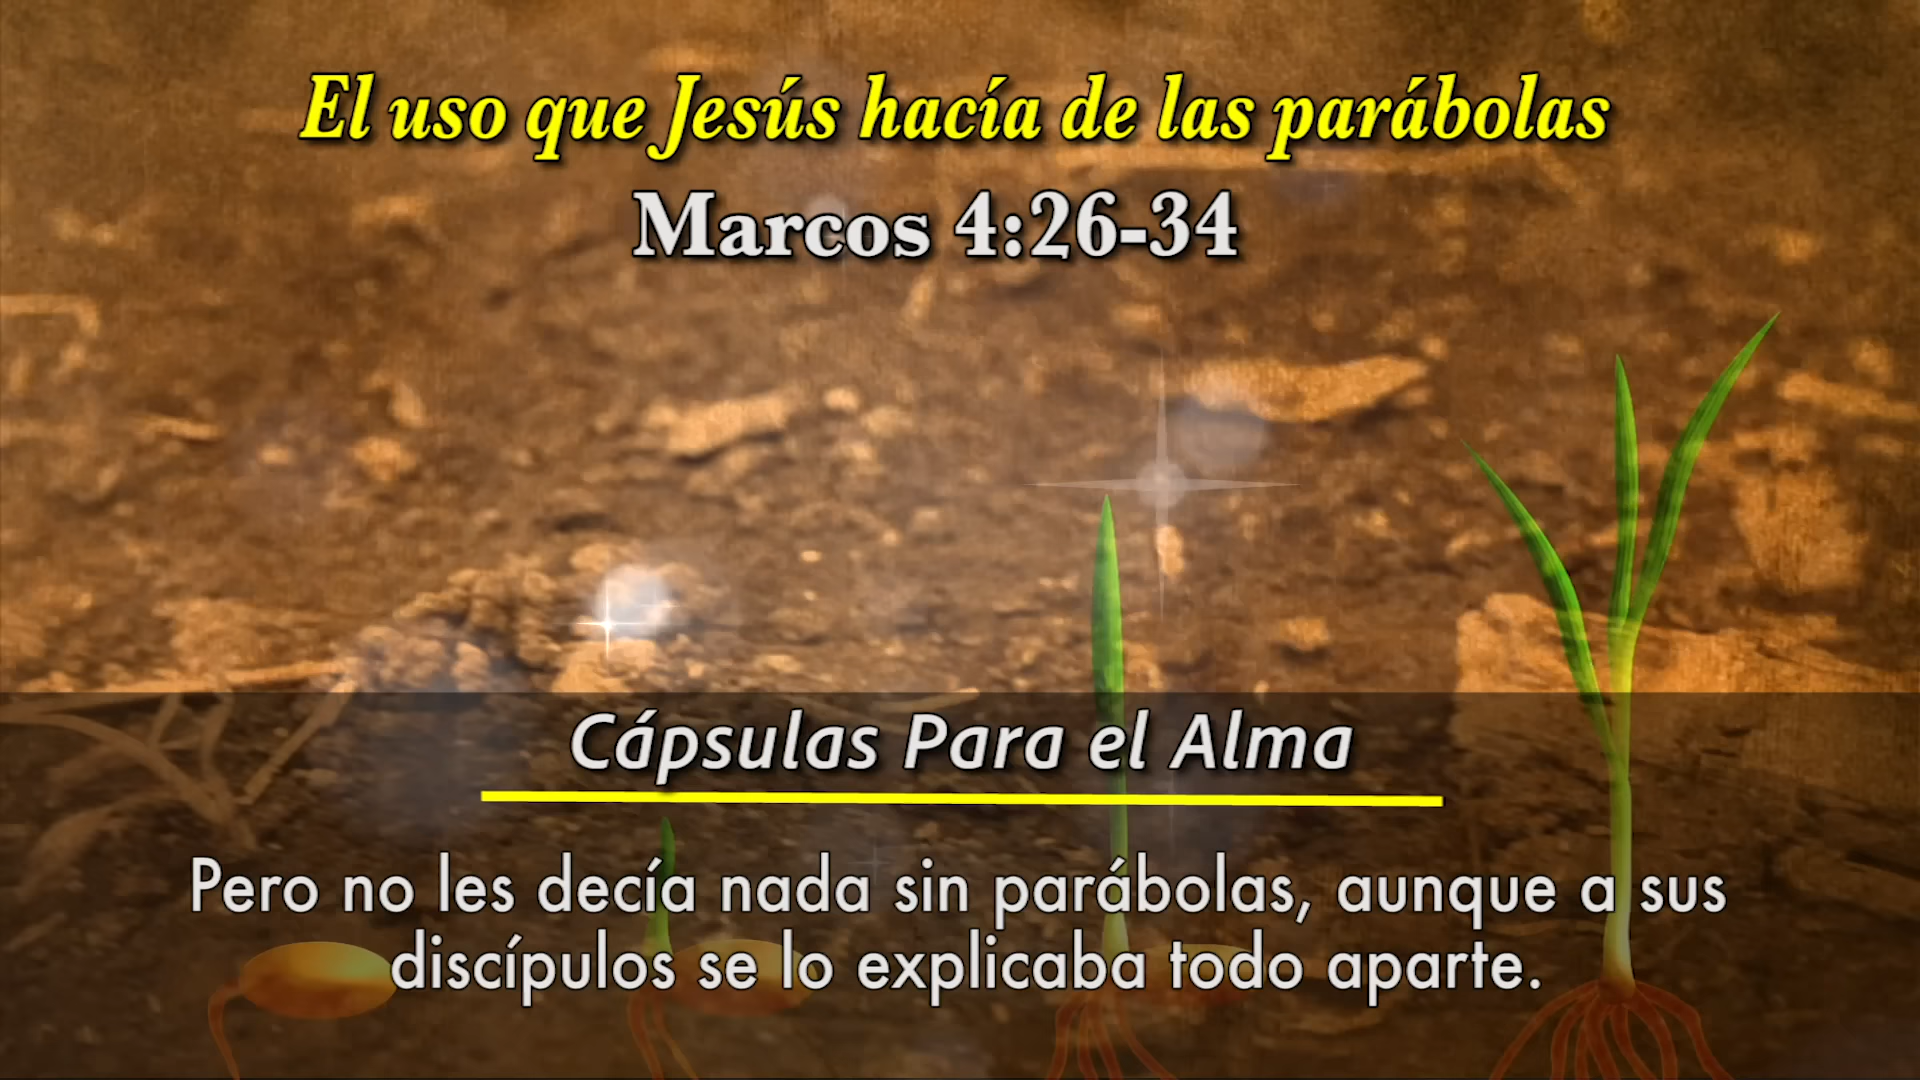 El uso que Jesús hacía de las parábolas
Marcos 4:26-34
Cápsulas Para el Alma
Pero no les decía nada sin parábolas, aunque a sus
discípulos se lo explicaba todo aparte.